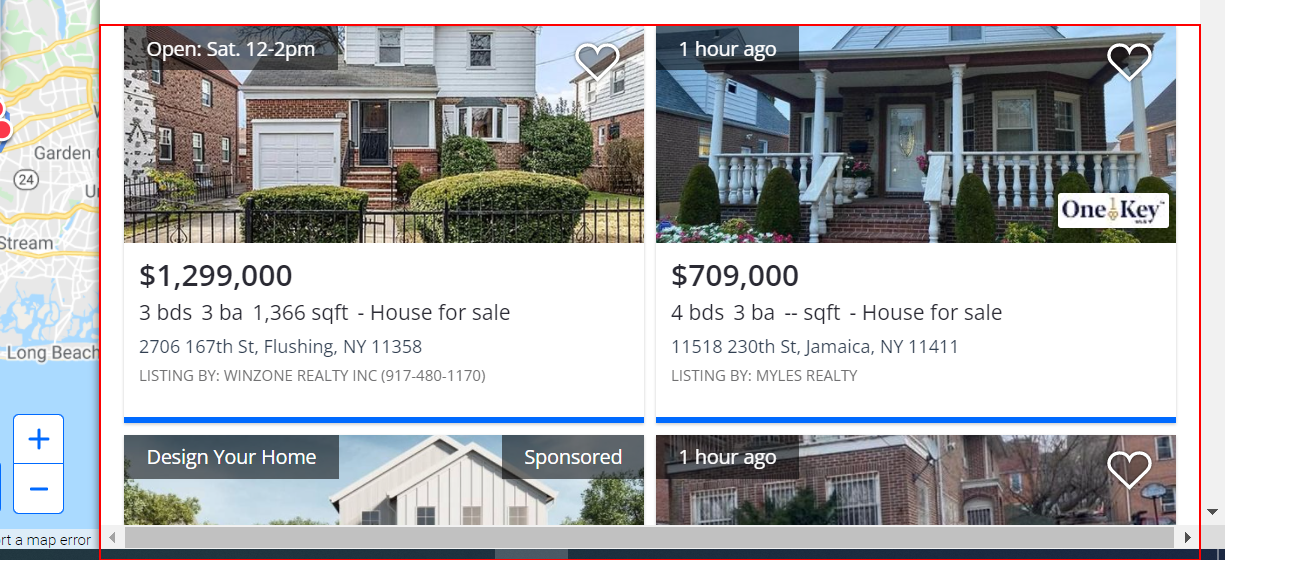 Garden
24
Stream
Long Beach
+
−
rt a map error
Open: Sat. 12-2pm
$1,299,000
3 bds 3 ba 1,366 sqft - House for sale
2706 167th St, Flushing, NY 11358
LISTING BY: WINZONE REALTY INC (917-480-1170)
1 hour ago
One Key
$709,000
4 bds 3 ba -- sqft - House for sale
11518 230th St, Jamaica, NY 11411
LISTING BY: MYLES REALTY
Design Your Home
Sponsored
1 hour ago